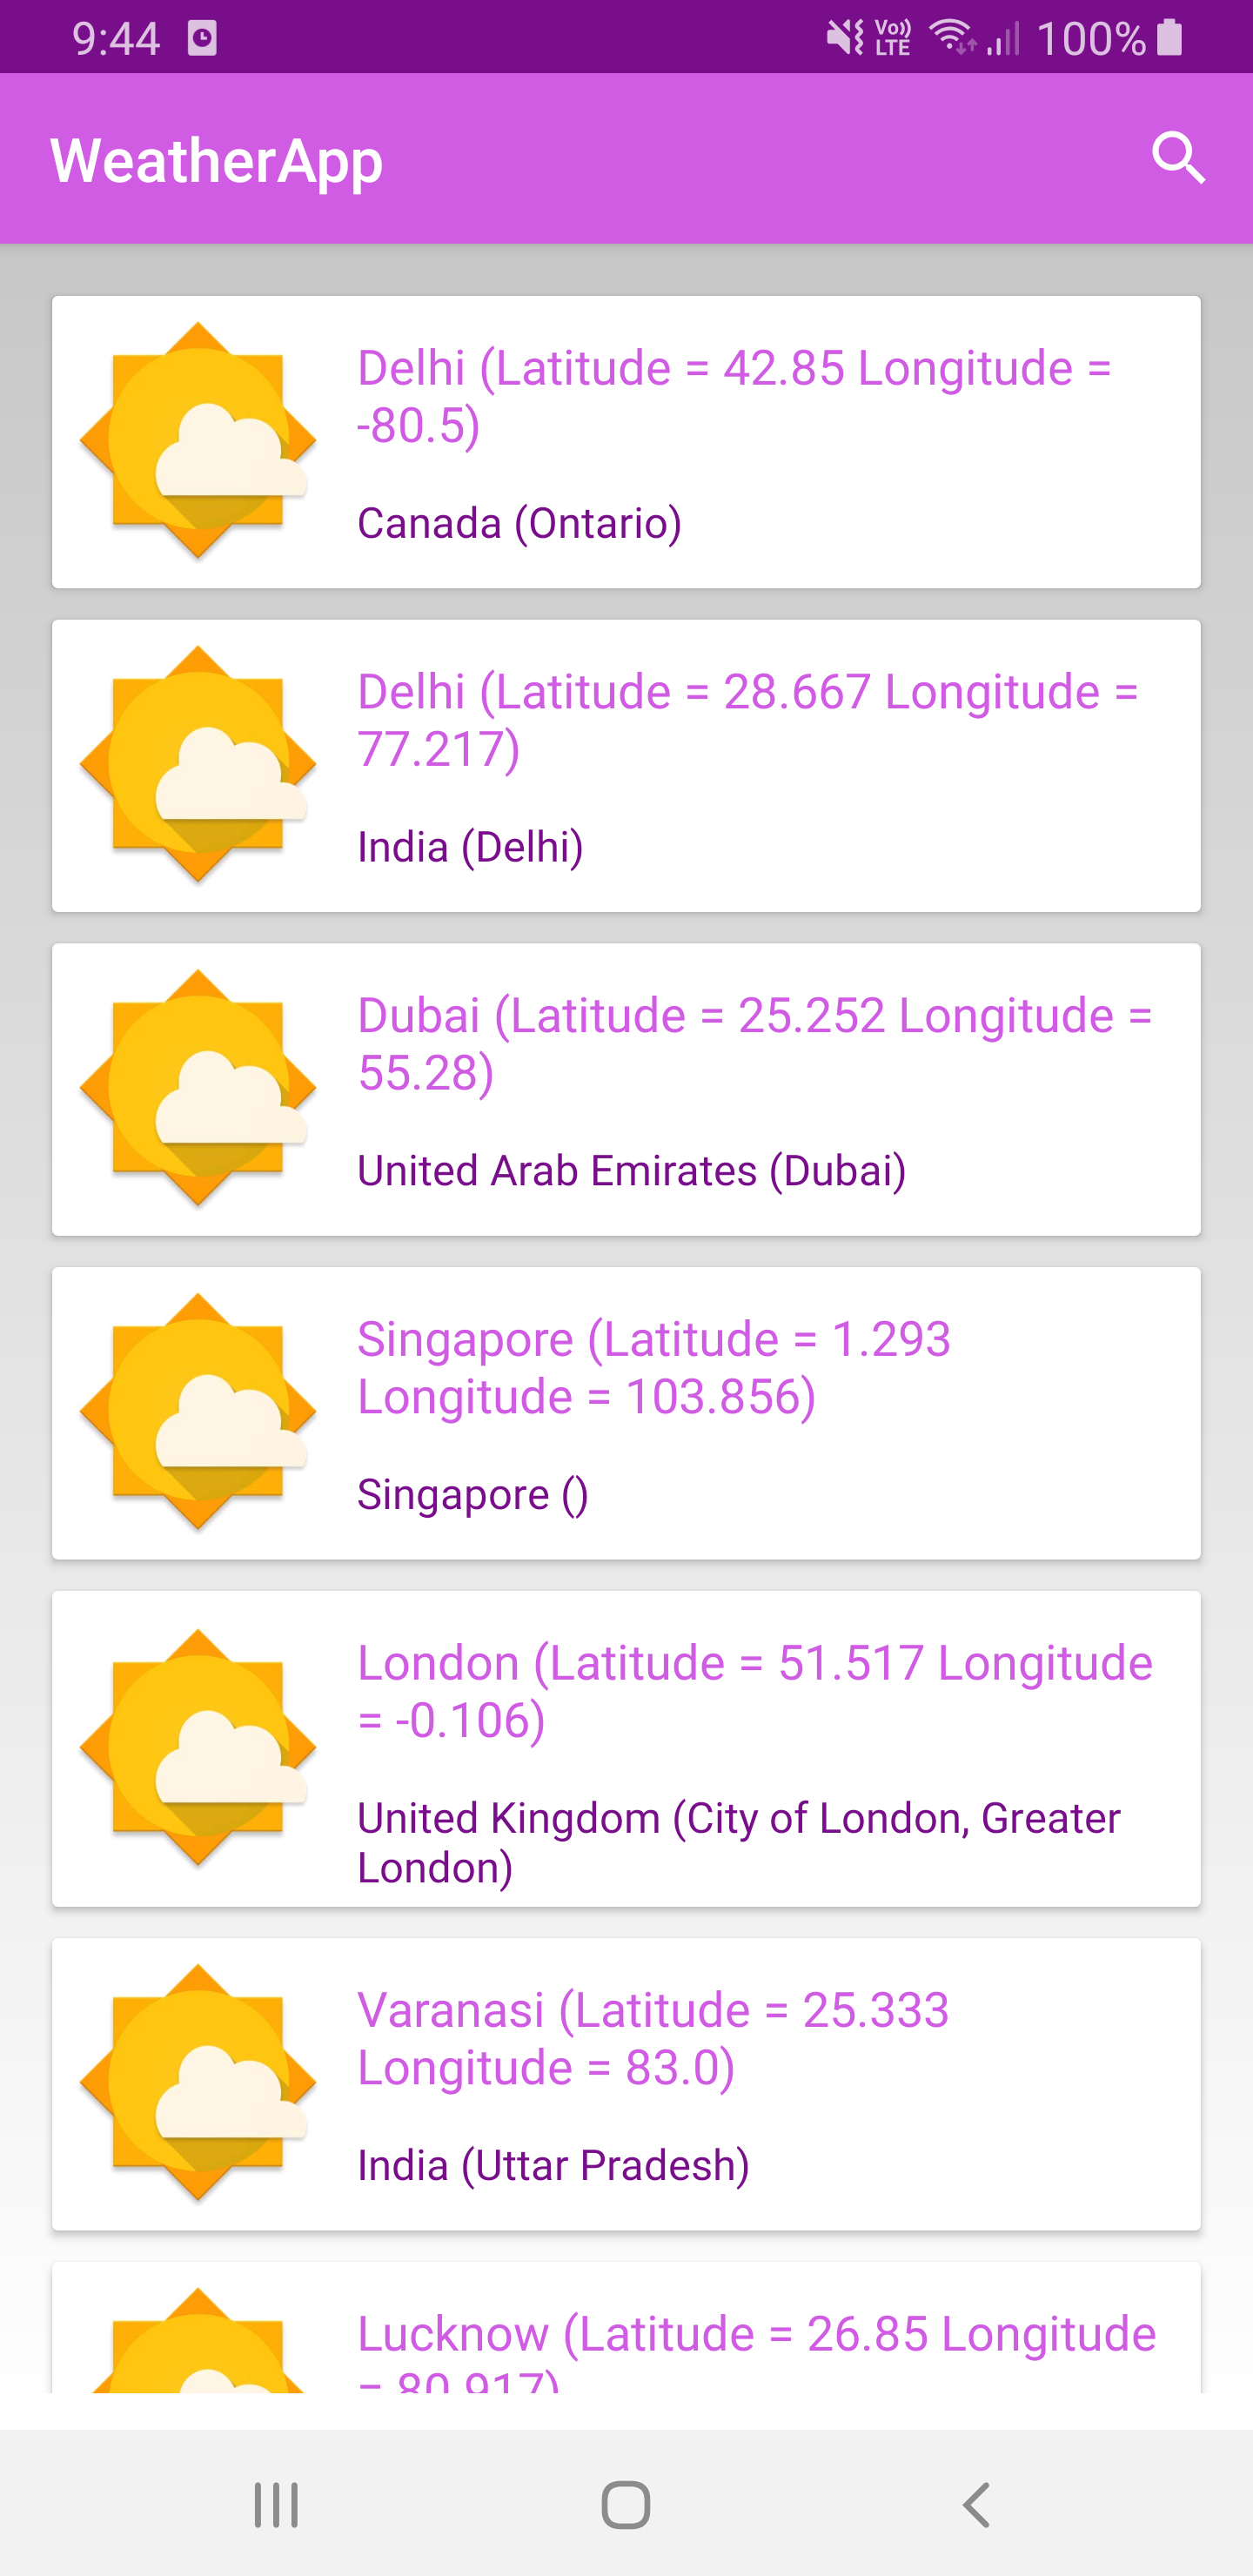 9:44
Vo)) LTE 100%
WeatherApp
Delhi (Latitude = 42.85 Longitude =
-80.5)
Canada (Ontario)
Delhi (Latitude = 28.667 Longitude =
77.217)
India (Delhi)
Dubai (Latitude = 25.252 Longitude =
55.28)
United Arab Emirates (Dubai)
Singapore (Latitude = 1.293
Longitude = 103.856)
Singapore ()
London (Latitude = 51.517 Longitude
= -0.106)
United Kingdom (City of London, Greater
London)
Varanasi (Latitude = 25.333
Longitude = 83.0)
India (Uttar Pradesh)
Lucknow (Latitude = 26.85 Longitude
= 80.917)